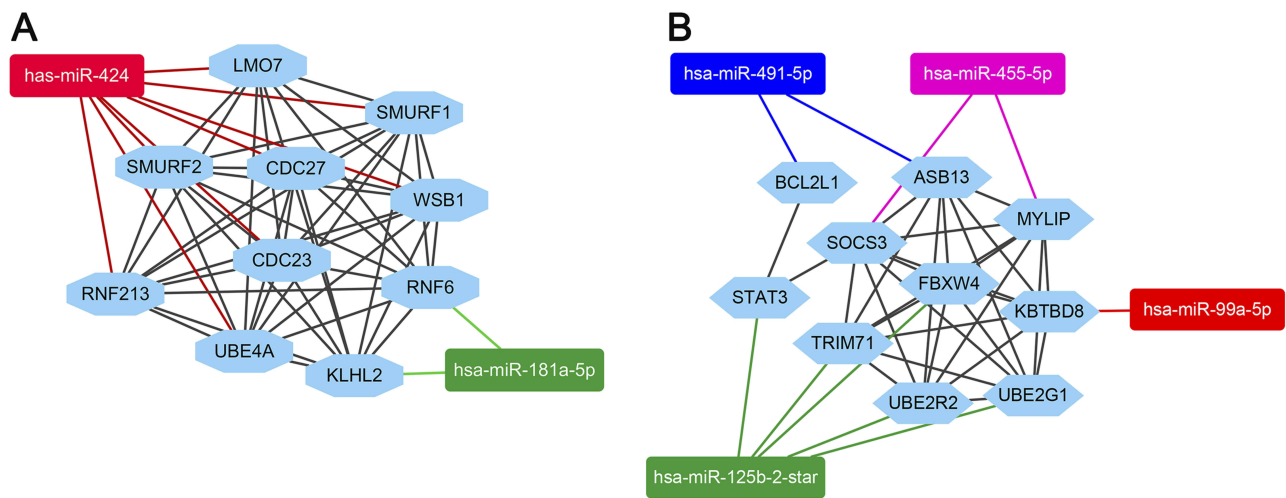 A
has-miR-424
LMO7
SMURF1
SMURF2
CDC27
WSB1
CDC23
RNF213
RNF6
UBE4A
KLHL2
hsa-miR-181a-5p
B
hsa-miR-491-5p
hsa-miR-455-5p
BCL2L1
ASB13
MYLIP
SOCS3
FBXW4
STAT3
KBTBD8
hsa-miR-99a-5p
TRIM71
UBE2R2
UBE2G1
hsa-miR-125b-2-star